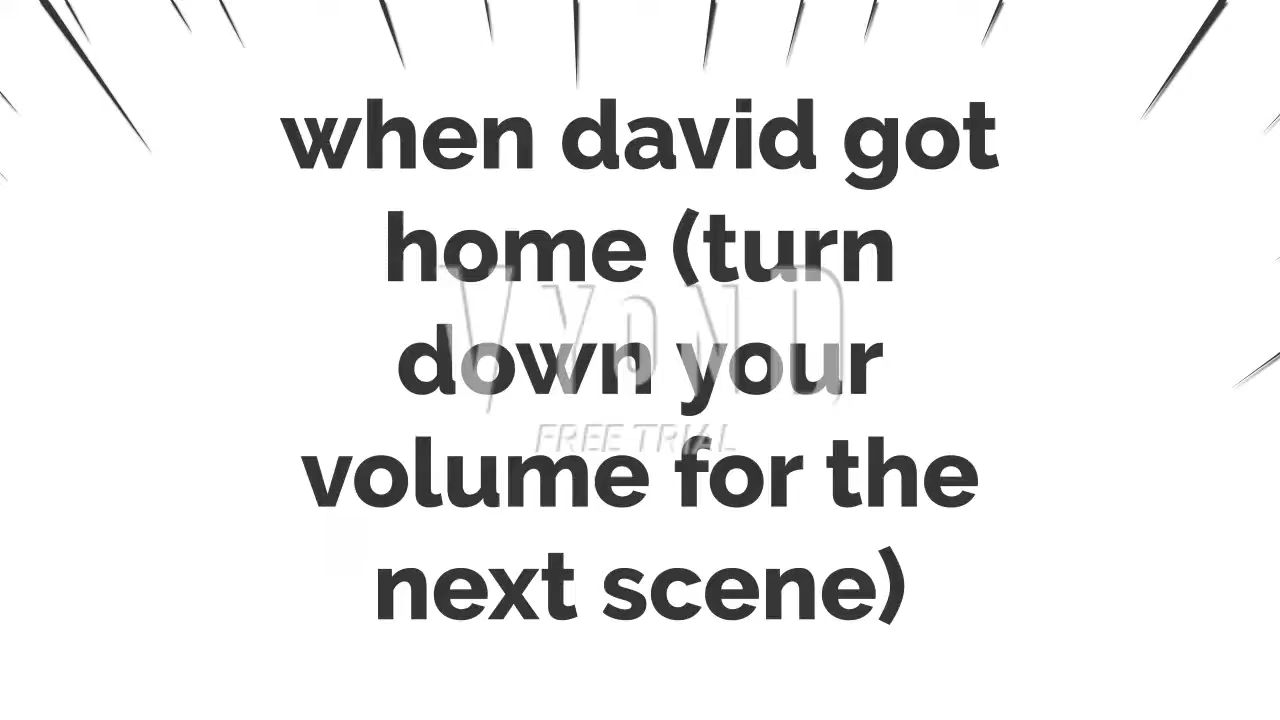 when david got
home (turn
down your
volume for the
next scene)
VYOND
FREE TRIAL